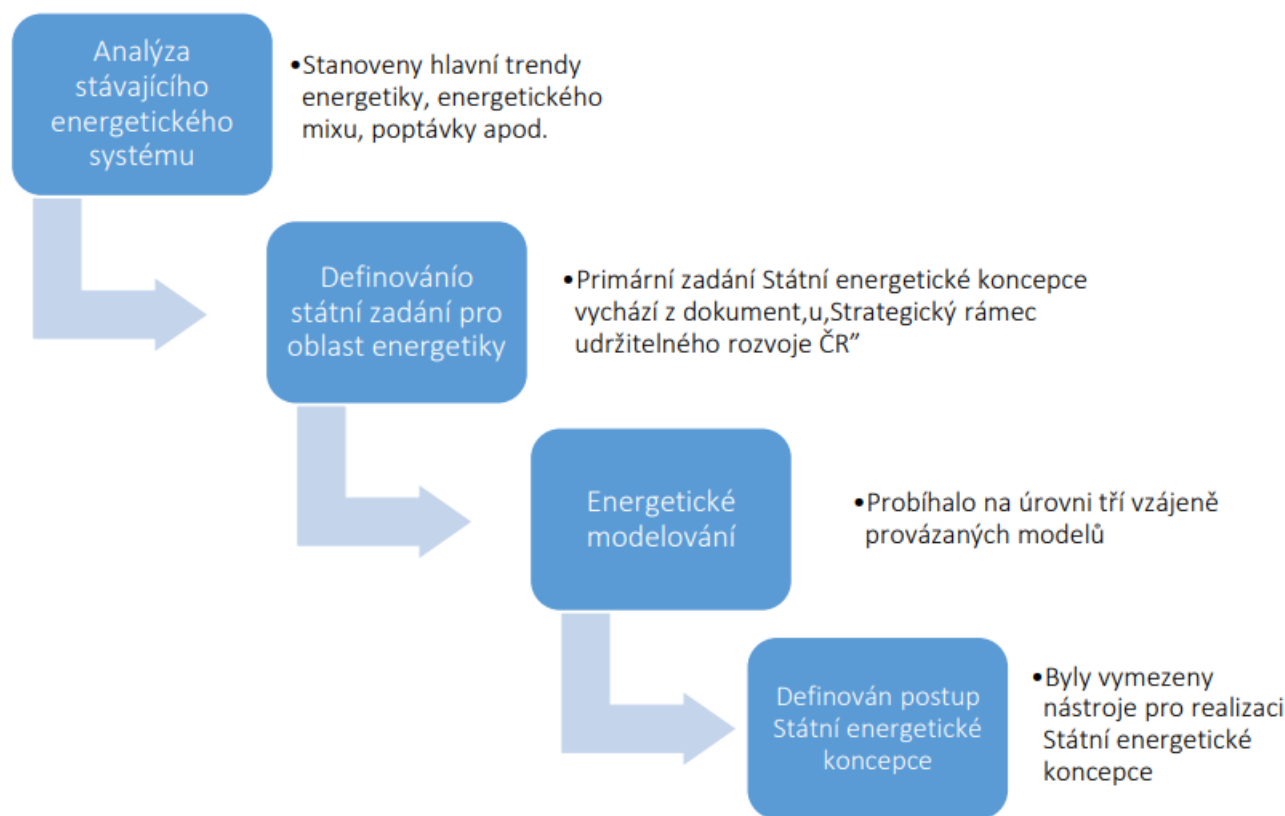 Analýza
stávajícího
energetického
systému
•Stanoveny hlavní trendy
energetiky, energetického
mixu, poptávky apod.
Definovánío
státní zadání pro
oblast energetiky
•Primární zadání Státní energetické koncepce
vychází z dokument,u,Strategický rámec
udržitelného rozvoje ČR”
Energetické
modelování
•Probíhalo na úrovni tří vzájeně
provázaných modelů
Definován postup
Státní energetické
koncepce
•Byly vymezeny
nástroje pro realizaci
Státní energetické
koncepce